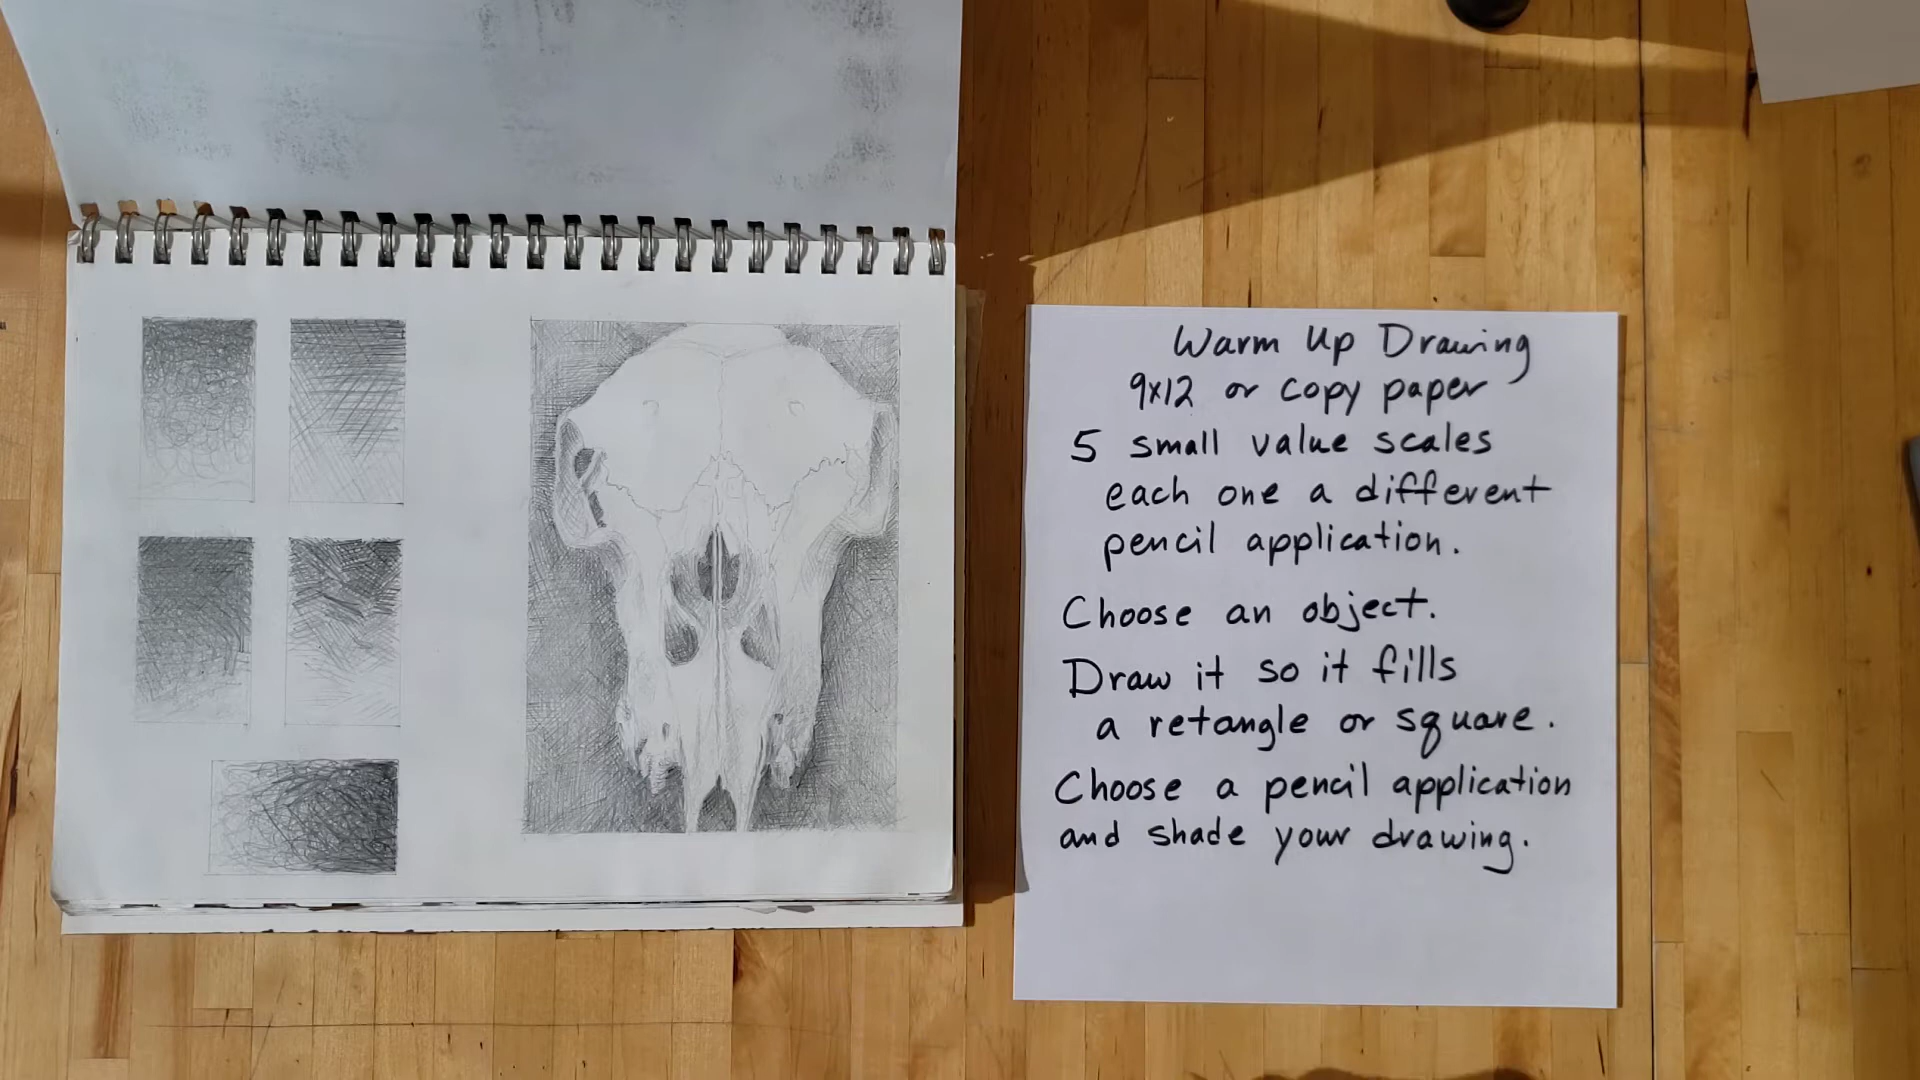 Warm Up Drawing
9x12 or copy paper
5 small value scales
each one a different
pencil application.
Choose an object.
Draw it so it fills
a retangle or square.
Choose a pencil application
and shade your drawing.